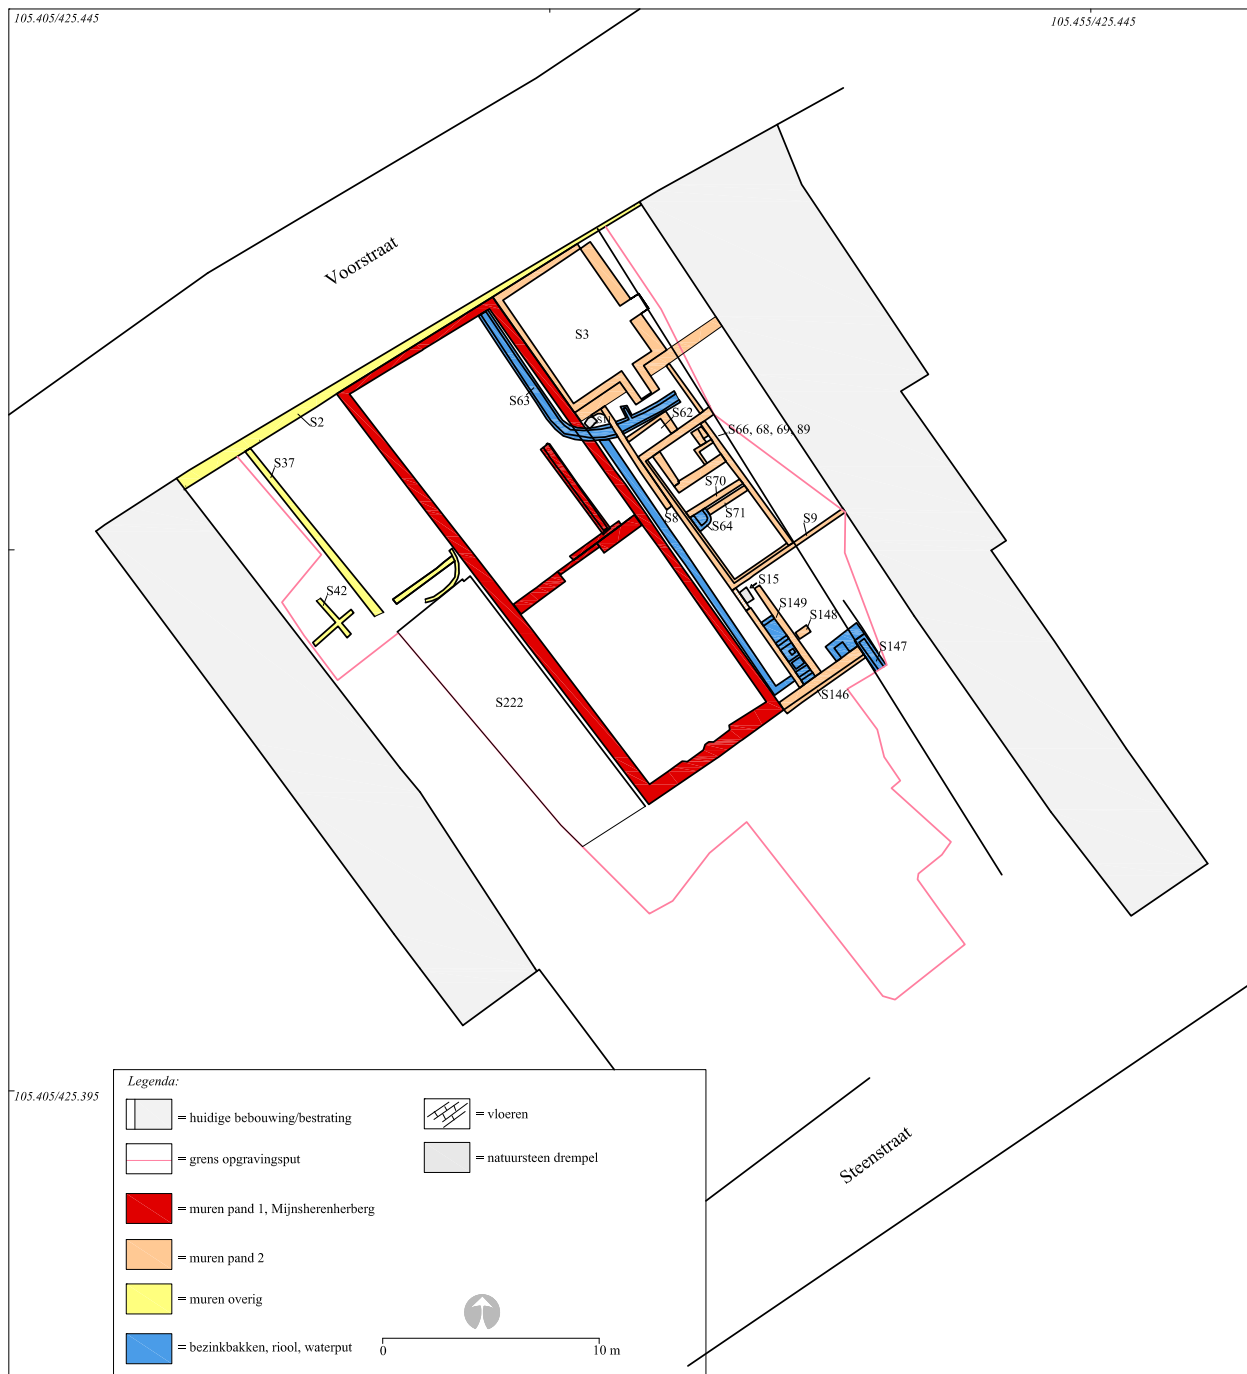 105.405/425.445
105.455/425.445
Voorstraat
S3
S63
S11
S62
S2
S66, 68, 69, 89
S37
S70
S71
S8
S64
S9
S15
S42
S149
S148
S147
S146
S222
105.405/425.395
Legenda:
= huidige bebouwing/bestrating
= vloeren
= grens opgravingsput
= natuursteen drempel
= muren pand 1, Mijnsherenherberg
= muren pand 2
= muren overig
= bezinkbakken, riool, waterput
0
10 m
Steenstraat